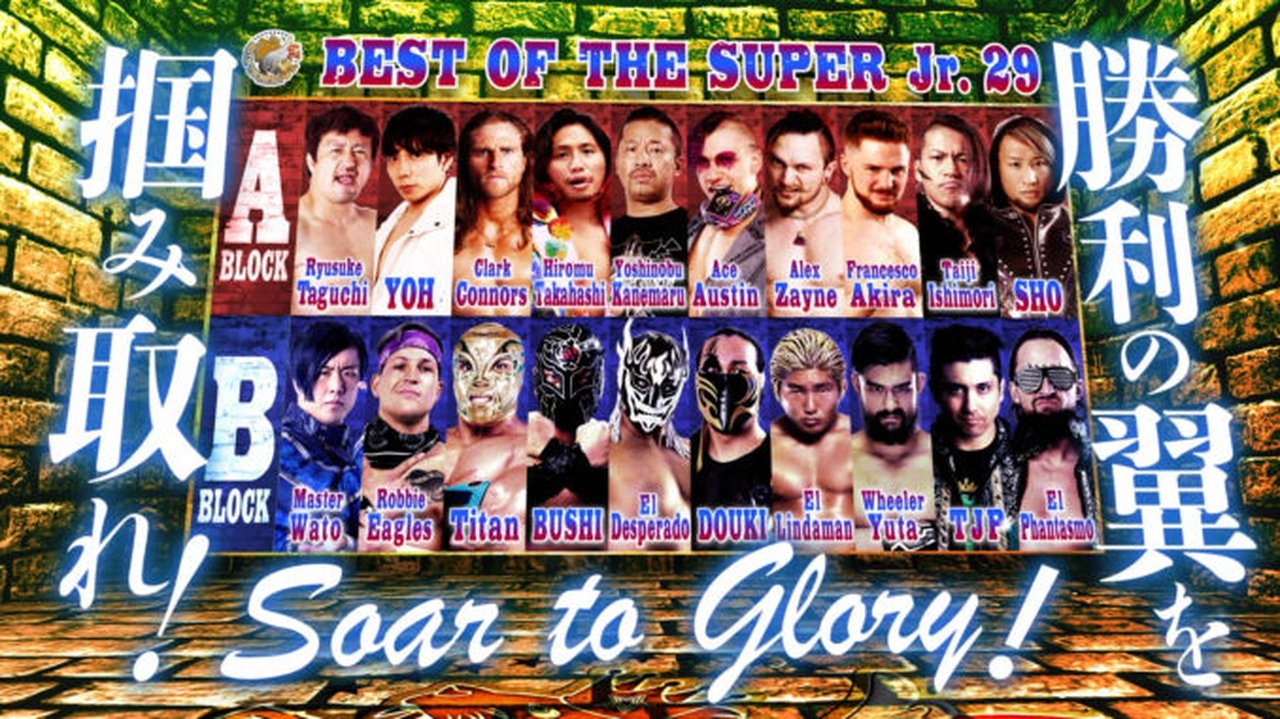 BEST OF THE SUPER Jr. 29
勝利の翼を
掴み取れ!
A
BLOCK
Ryusuke
Taguchi
YOH
Clark
Connors
Hiromu
Takahashi
Yoshinobu
Kanemaru
Ace
Austin
Alex
Zayne
Francesco
Akira
Taiji
Ishimori
SHO
B
BLOCK
Master
Wato
Robbie
Eagles
Titan
BUSHI
El
Desperado
DOUKI
El
Lindaman
Wheeler
Yuta
TJP
El
Phantasmo
Soar to Glory!